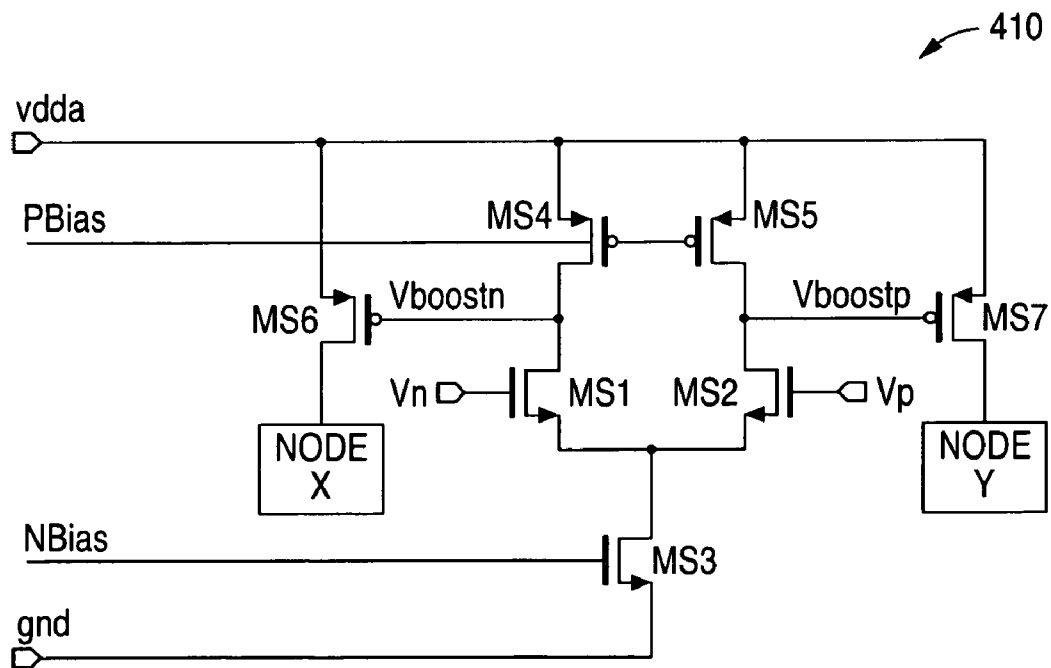 410
vdda
PBias
MS4
MS5
Vboostn
Vboostp
MS6
MS7
Vn
MS1
MS2
Vp
NODE
X
NODE
Y
NBias
MS3
gnd